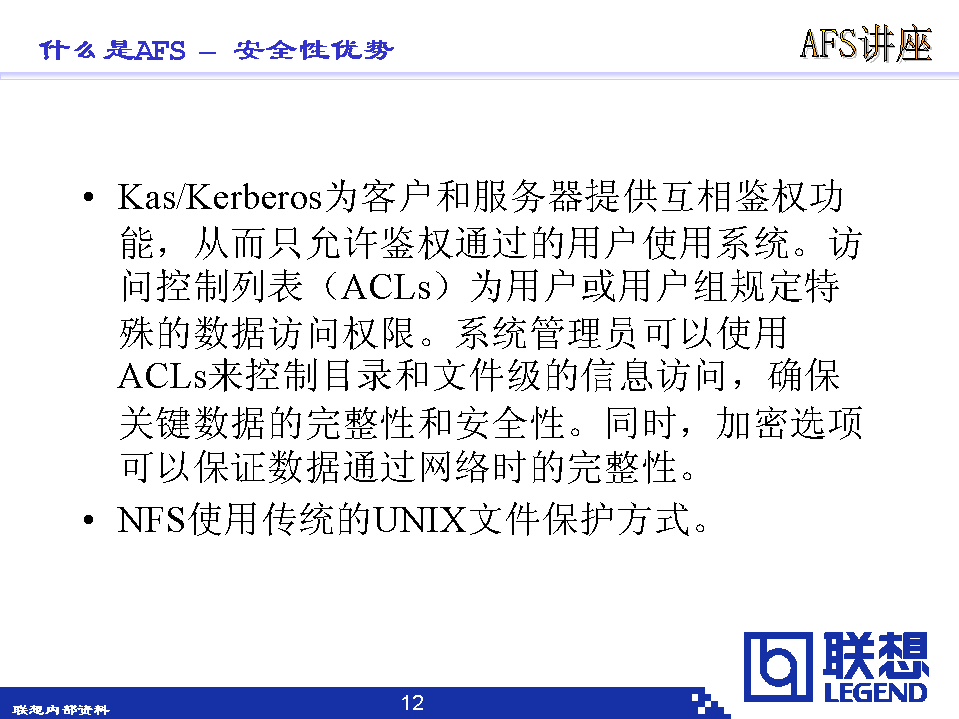 什么是AFS – 安全性优势
AFS讲座
• Kas/Kerberos为客户和服务器提供互相鉴权功
能，从而只允许鉴权通过的用户使用系统。访
问控制列表（ACLs）为用户或用户组规定特
殊的数据访问权限。系统管理员可以使用
ACLs来控制目录和文件级的信息访问，确保
关键数据的完整性和安全性。同时，加密选项
可以保证数据通过网络时的完整性。
• NFS使用传统的UNIX文件保护方式。
联想
LEGEND
联想内部资料
12